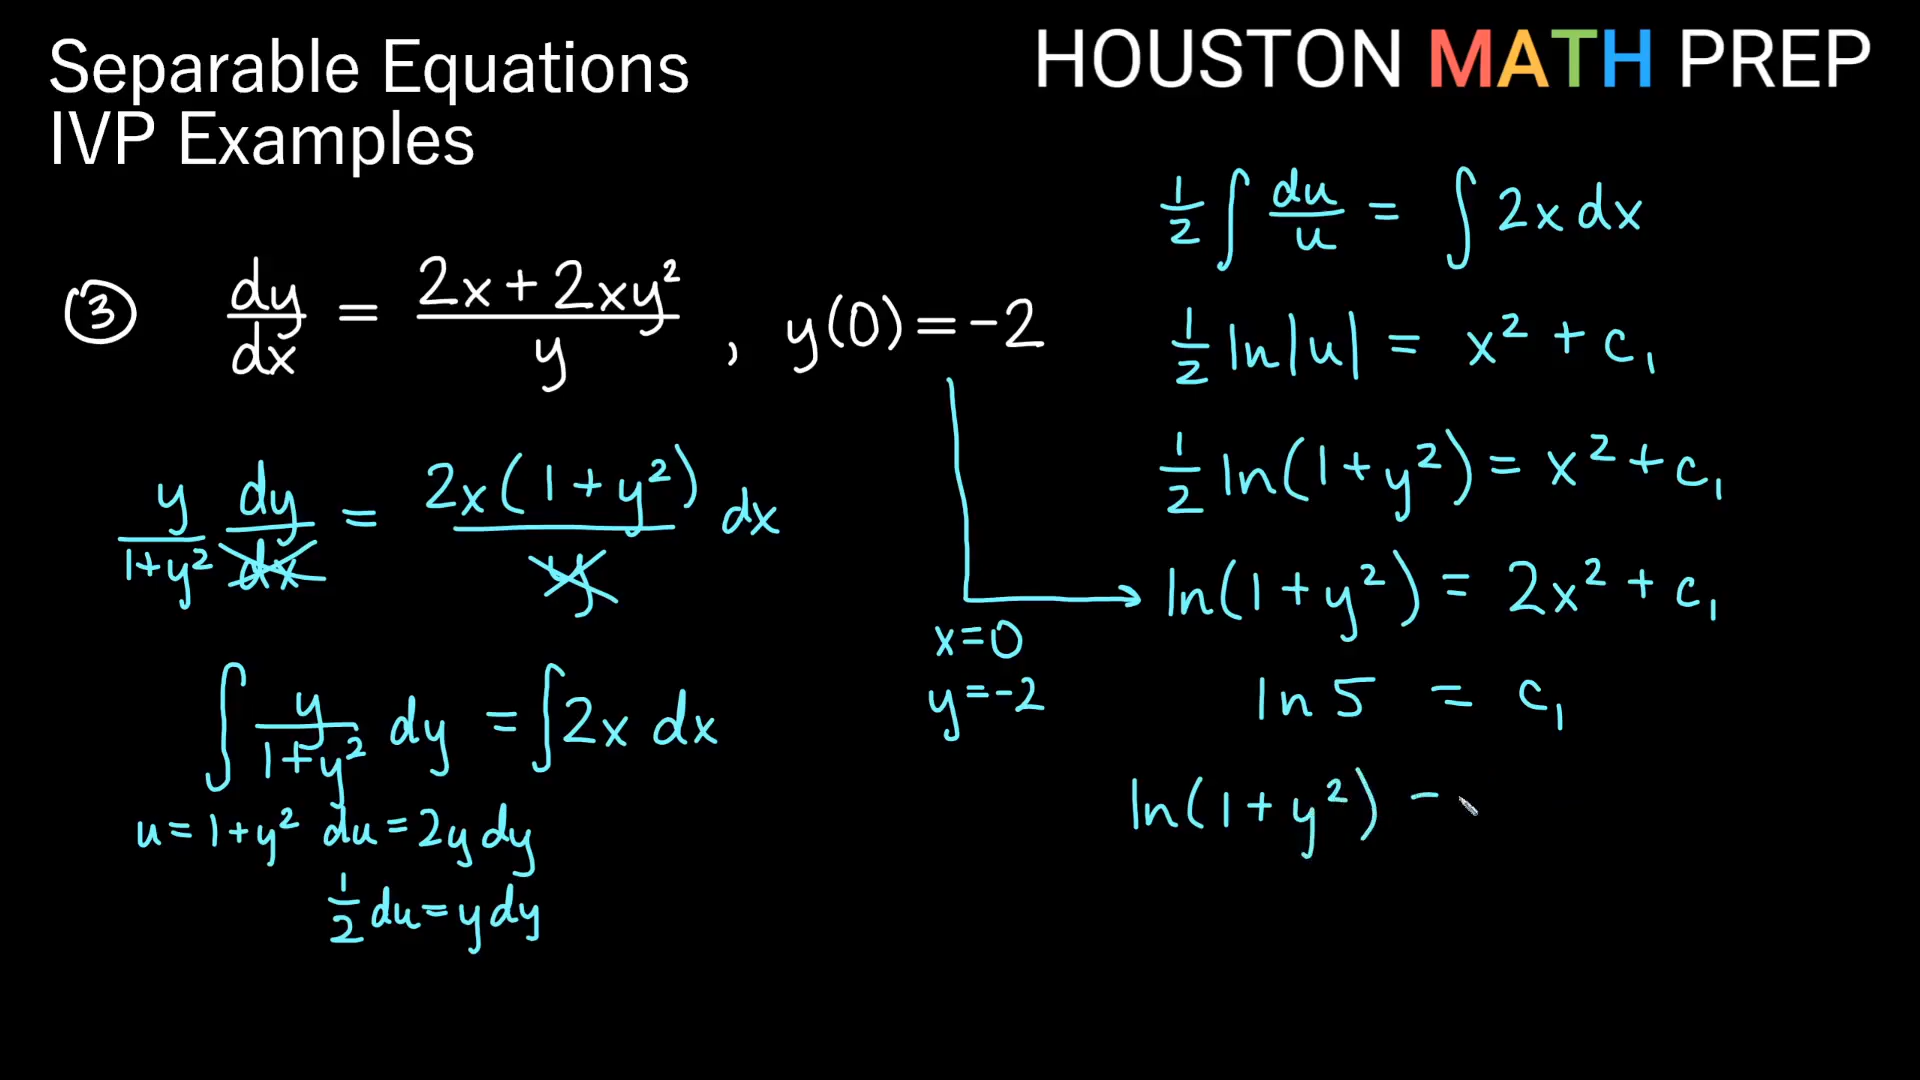 Separable Equations
IVP Examples
HOUSTON MATH PREP
③ dy/dx = (2x + 2xy²)/y , y(0) = -2
y/(1+y²) dy/dx = 2x(1+y²)/y dx
∫ y/(1+y²) dy = ∫ 2x dx
u = 1+y² du = 2y dy
½ du = y dy
x=0
y=-2
½ ∫ du/u = ∫ 2x dx
½ ln|u| = x² + c₁
½ ln(1+y²) = x² + c₁
ln(1+y²) = 2x² + c₁
ln 5 = c₁
ln(1+y²) -